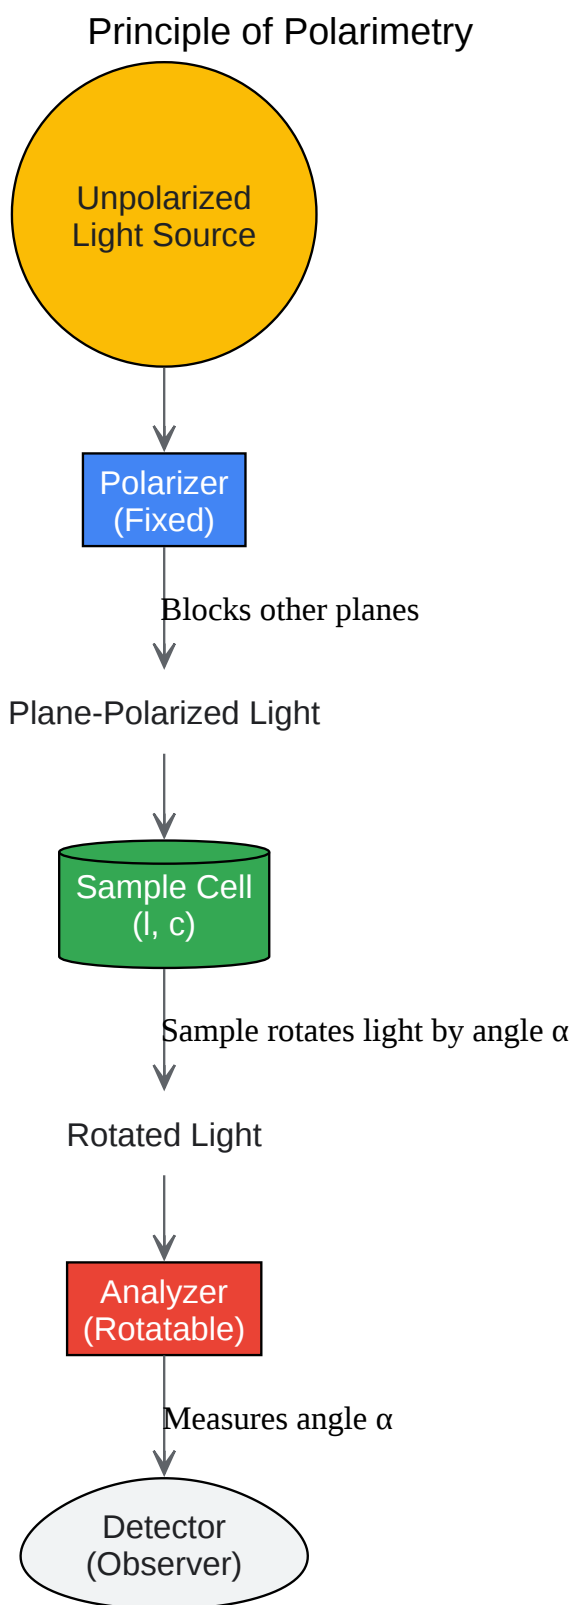 Principle of Polarimetry
Unpolarized
Light Source
Polarizer
(Fixed)
Blocks other planes
Plane-Polarized Light
Sample Cell
(l, c)
Sample rotates light by angle α
Rotated Light
Analyzer
(Rotatable)
Measures angle α
Detector
(Observer)